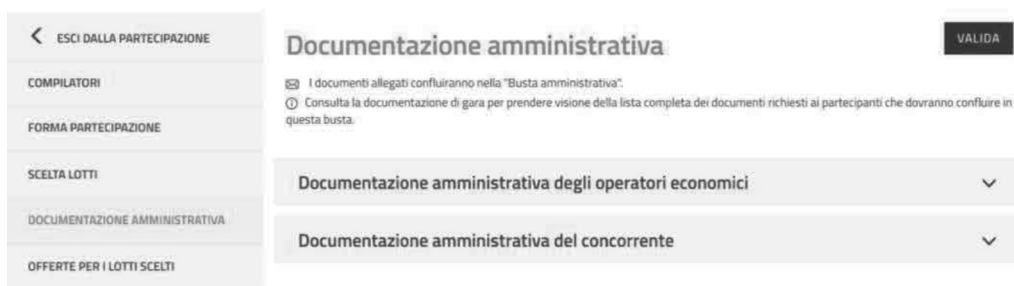 ESCI DALLA PARTECIPAZIONE
COMPILATORI
FORMA PARTECIPAZIONE
SCELTA LOTTI
DOCUMENTAZIONE AMMINISTRATIVA
OFFERTE PER I LOTTI SCELTI
Documentazione amministrativa
VALIDA
I documenti allegati confluiranno nella "Busta amministrativa".
Consulta la documentazione di gara per prendere visione della lista completa dei documenti richiesti ai partecipanti che dovranno confluire in
questa busta.
Documentazione amministrativa degli operatori economici
Documentazione amministrativa del concorrente